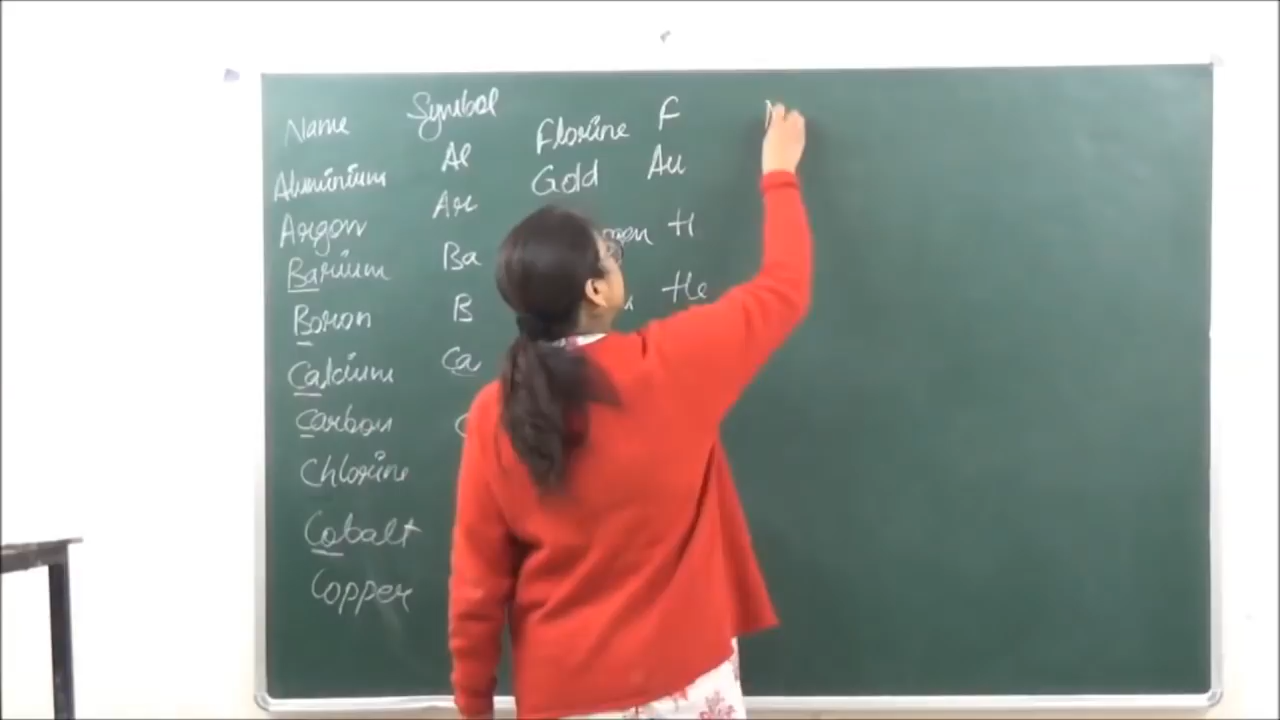 Name Symbol
Aluminium Al
Argon Ar
Barium Ba
Boron B
Calcium Ca
Carbon
Chlorine
Cobalt
Copper
Florine F
Gold Au
H
He